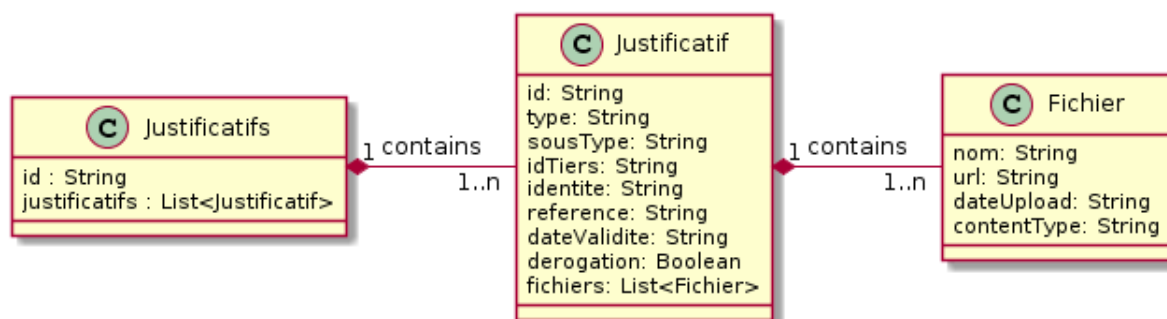 C Justificatifs
id : String
justificatifs : List<Justificatif>
1 contains
1..n
C Justificatif
id: String
type: String
sousType: String
idTiers: String
identite: String
reference: String
dateValidite: String
derogation: Boolean
fichiers: List<Fichier>
1 contains
1..n
C Fichier
nom: String
url: String
dateUpload: String
contentType: String